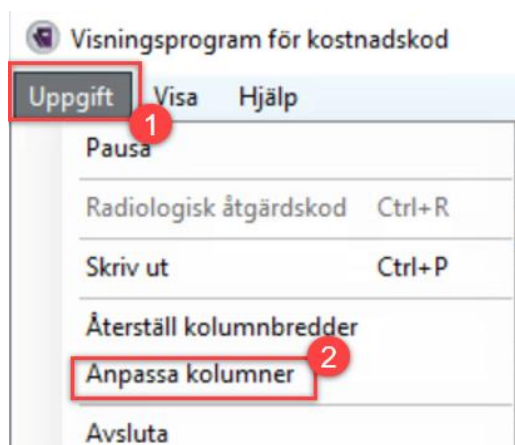 Visningsprogram för kostnadskod
Uppgift Visa Hjälp
1
Pausa
Radiologisk åtgärdskod Ctrl+R
Skriv ut Ctrl+P
Återställ kolumnbredder
2
Anpassa kolumner
Avsluta